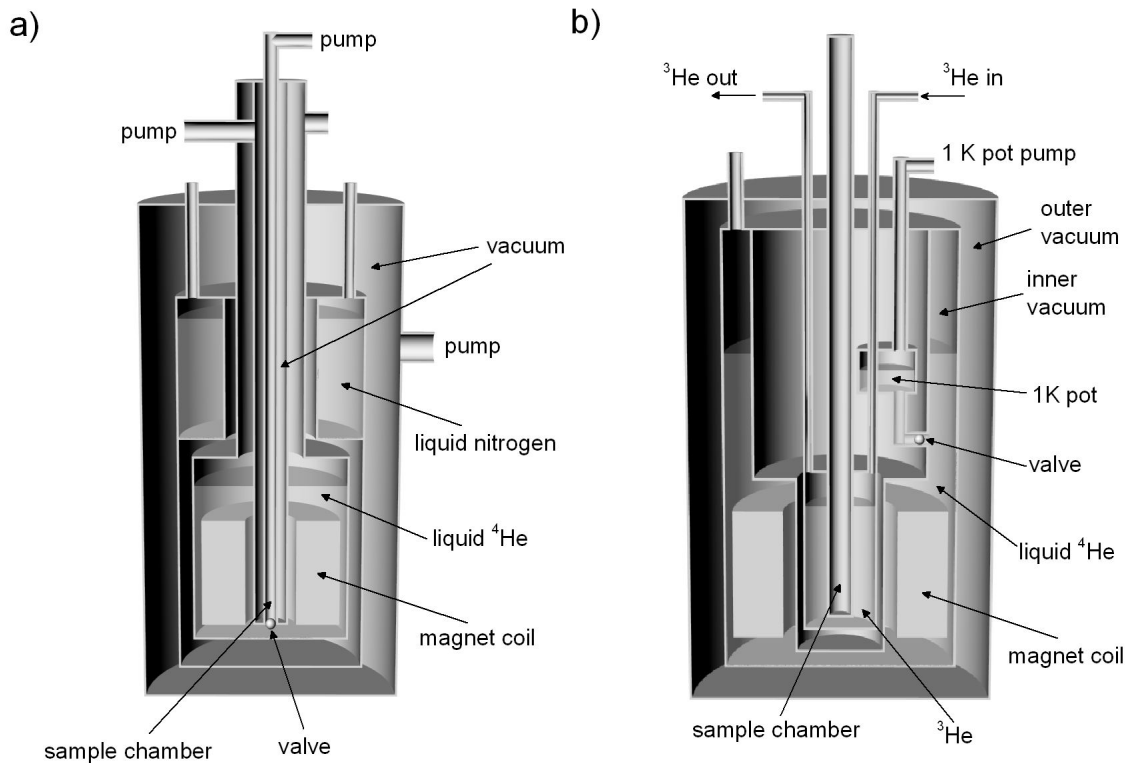 a)
pump
pump
vacuum
pump
liquid nitrogen
liquid ⁴He
magnet coil
sample chamber
valve
b)
³He out
³He in
1 K pot pump
outer
vacuum
inner
vacuum
1K pot
valve
liquid ⁴He
magnet coil
sample chamber
³He